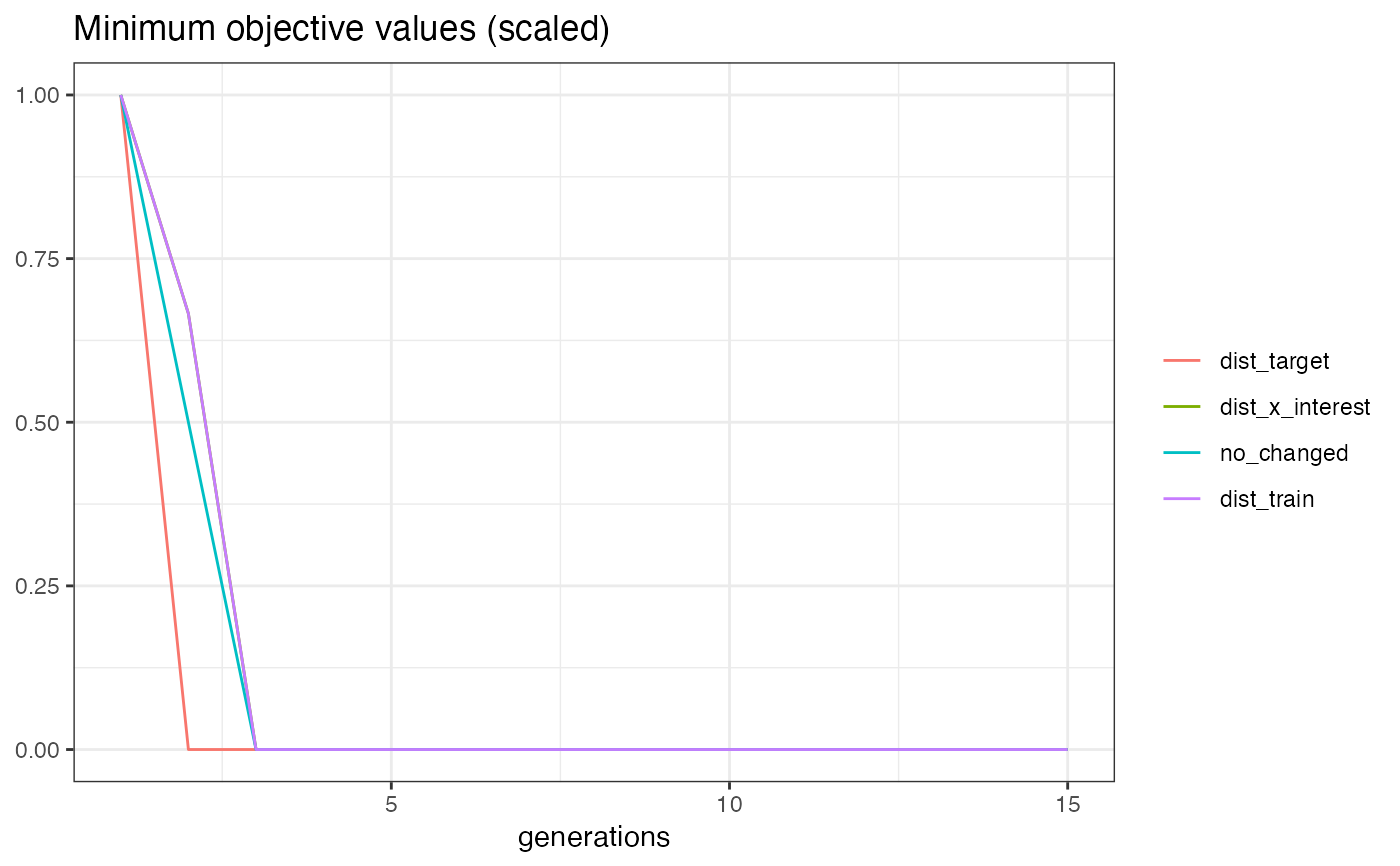 Minimum objective values (scaled)
1.00
0.75
0.50
0.25
0.00
5
10
15
generations
dist_target
dist_x_interest
no_changed
dist_train